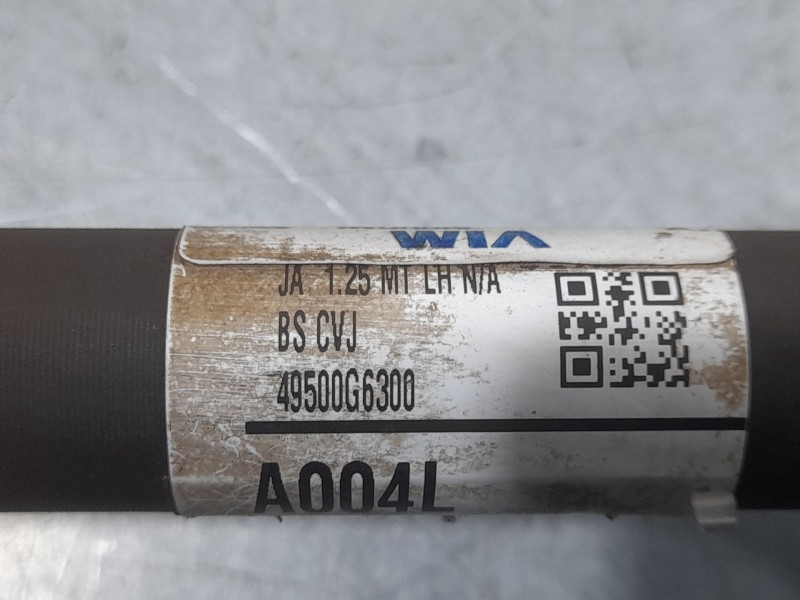 WIA
JA 1.25 MT LH N/A
BS CVJ
49500G6300
A004L